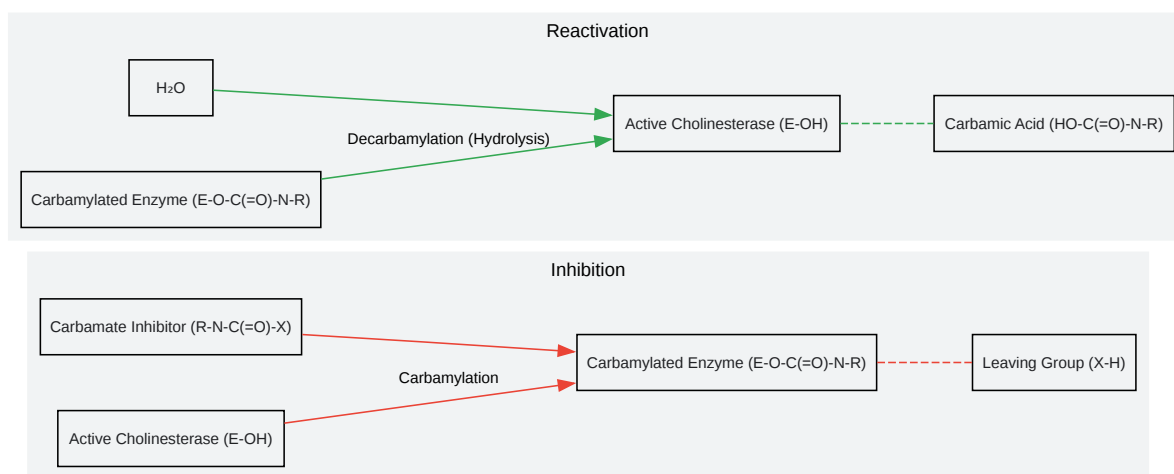 Reactivation
H₂O
Decarbamylation (Hydrolysis)
Carbamylated Enzyme (E-O-C(=O)-N-R)
Active Cholinesterase (E-OH)
Carbamic Acid (HO-C(=O)-N-R)
Inhibition
Carbamate Inhibitor (R-N-C(=O)-X)
Carbamylation
Active Cholinesterase (E-OH)
Carbamylated Enzyme (E-O-C(=O)-N-R)
Leaving Group (X-H)